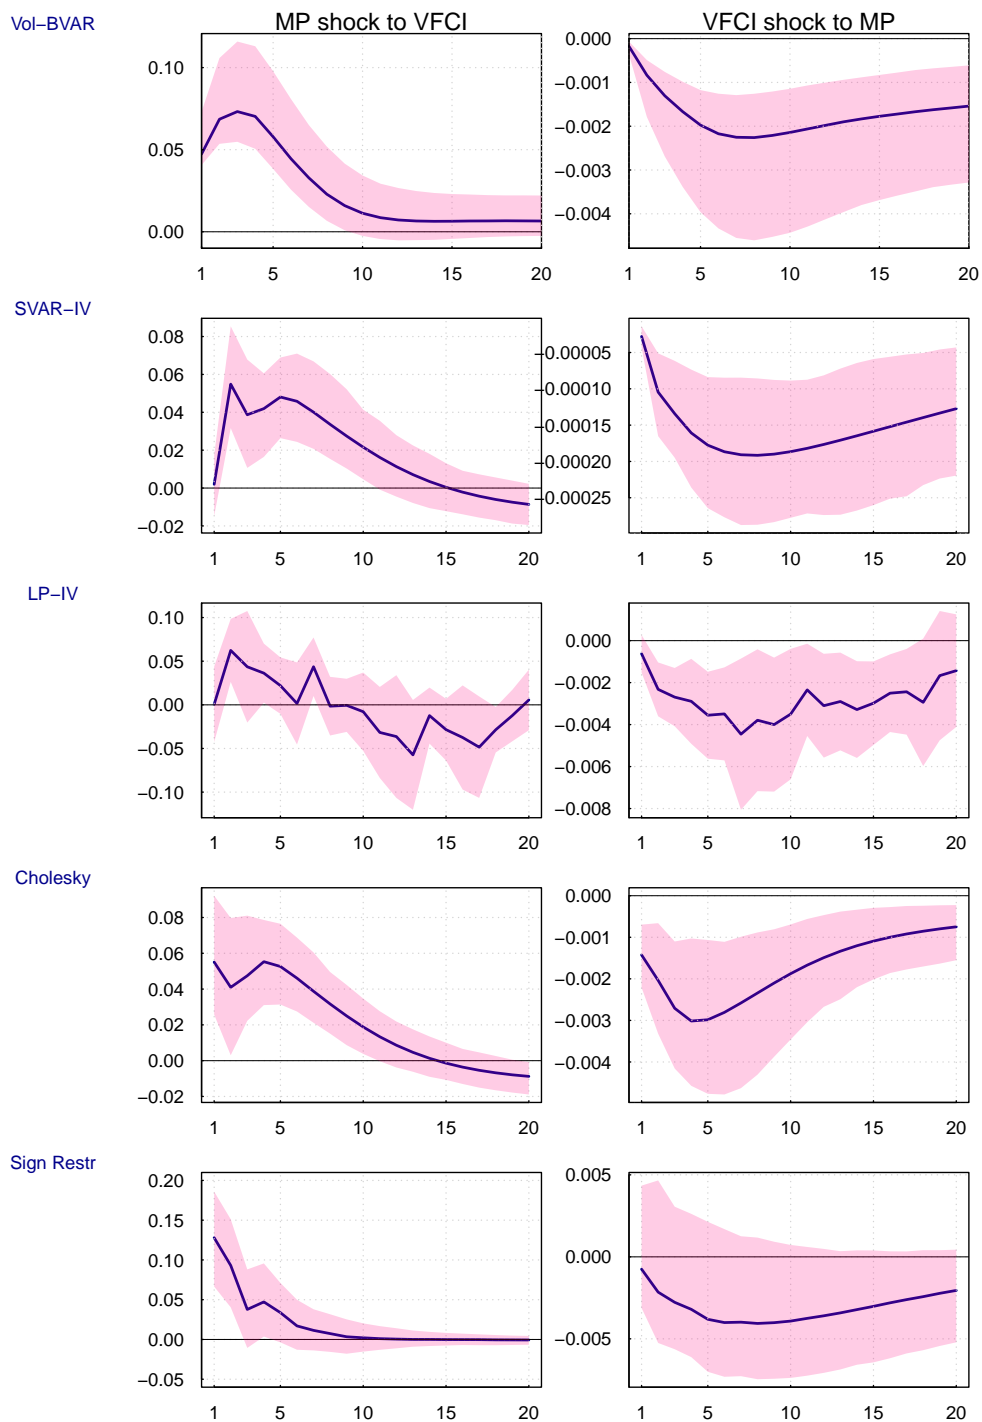 Vol−BVAR
MP shock to VFCI
VFCI shock to MP
0.10
0.05
0.00
1 5 10 15 20
0.000
−0.001
−0.002
−0.003
−0.004
1 5 10 15 20
SVAR−IV
0.08
0.06
0.04
0.02
0.00
−0.02
1 5 10 15 20
−0.00005
−0.00010
−0.00015
−0.00020
−0.00025
1 5 10 15 20
LP−IV
0.10
0.05
0.00
−0.05
−0.10
1 5 10 15 20
0.000
−0.002
−0.004
−0.006
−0.008
1 5 10 15 20
Cholesky
0.08
0.06
0.04
0.02
0.00
−0.02
1 5 10 15 20
0.000
−0.001
−0.002
−0.003
−0.004
1 5 10 15 20
Sign Restr
0.20
0.15
0.10
0.05
0.00
−0.05
1 5 10 15 20
0.005
0.000
−0.005
1 5 10 15 20